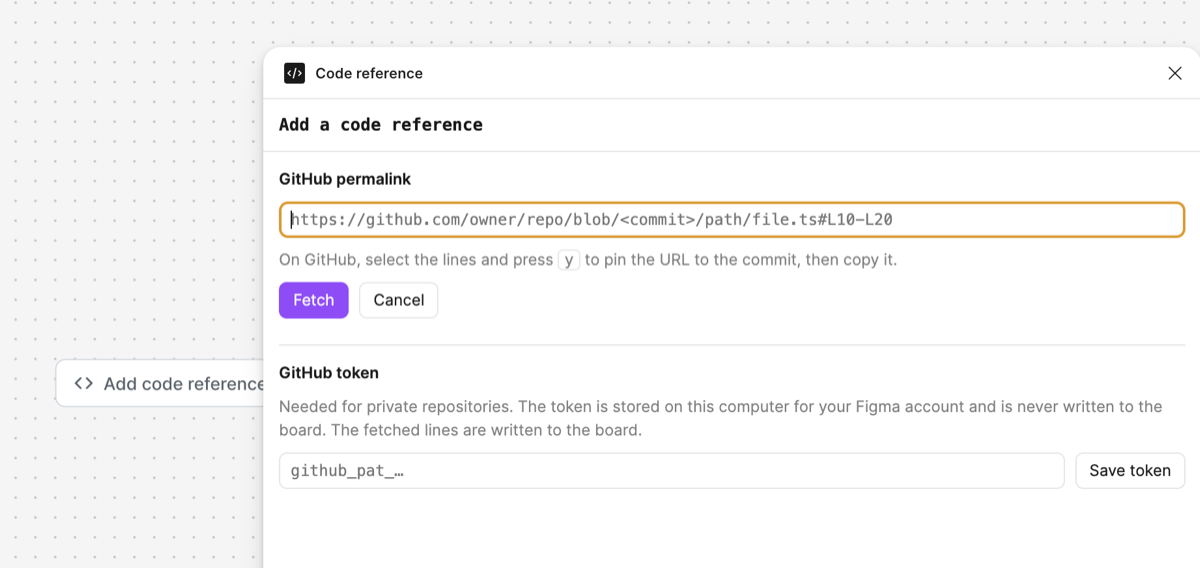 Code reference
Add a code reference
GitHub permalink
https://github.com/owner/repo/blob/<commit>/path/file.ts#L10-L20
On GitHub, select the lines and press y to pin the URL to the commit, then copy it.
Fetch Cancel
Add code reference
GitHub token
Needed for private repositories. The token is stored on this computer for your Figma account and is never written to the
board. The fetched lines are written to the board.
github_pat_…
Save token